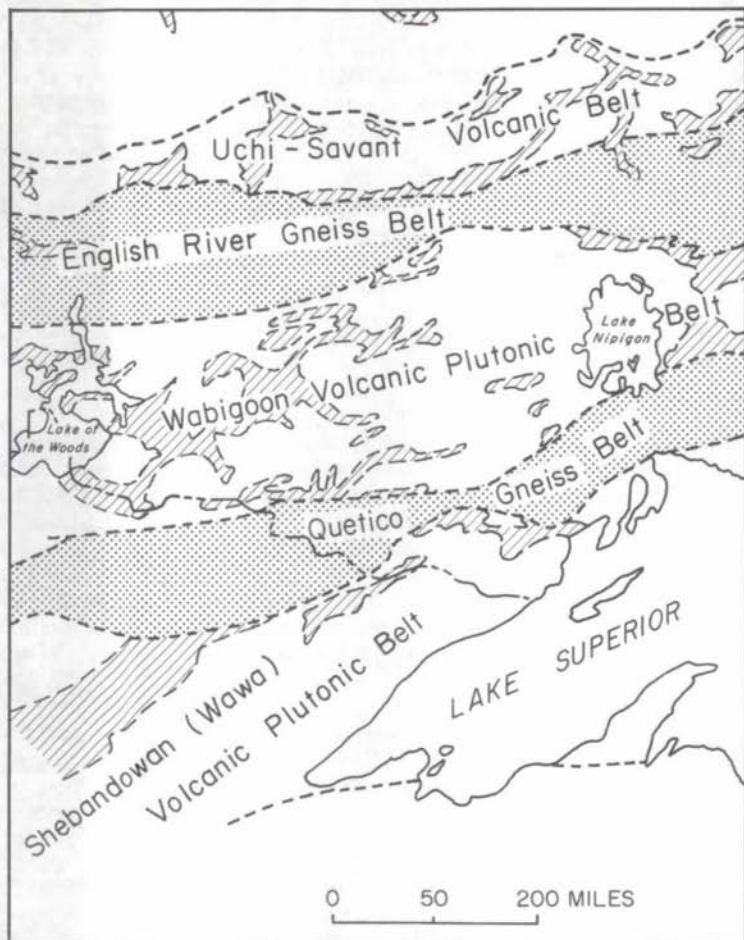 Uchi - Savant Volcanic Belt
English River Gneiss Belt
Lake
Nipigon
Wabigoon Volcanic Plutonic Belt
Lake of
the Woods
Quetico Gneiss Belt
Shebandowan (Wawa)
Volcanic Plutonic Belt
LAKE SUPERIOR
0 50 200 MILES